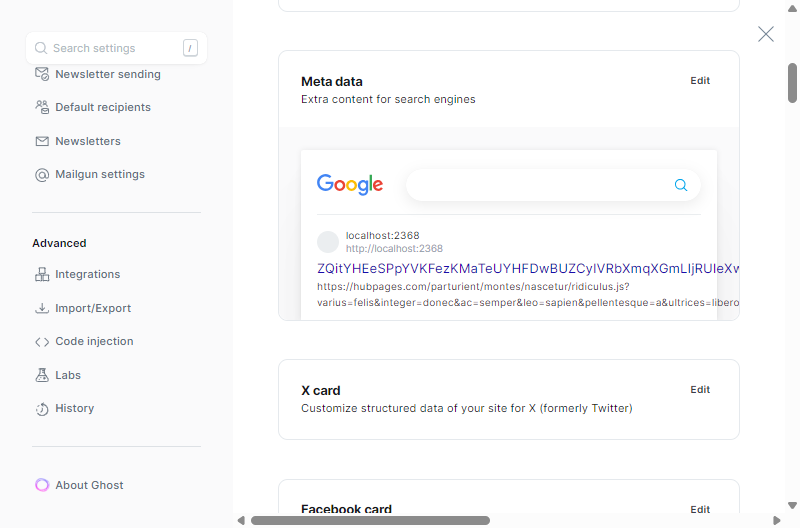 Search settings /
Newsletter sending
Default recipients
Newsletters
Mailgun settings
Advanced
Integrations
Import/Export
Code injection
Labs
History
About Ghost
Meta data
Edit
Extra content for search engines
Google
localhost:2368
http://localhost:2368
https://hubpages.com/parturient/montes/nascetur/ridiculus.js?
varius=felis&integer=donec&ac=semper&leo=sapien&pellentesque=a&ultrices=libero
X card
Edit
Customize structured data of your site for X (formerly Twitter)
Facebook card
Edit